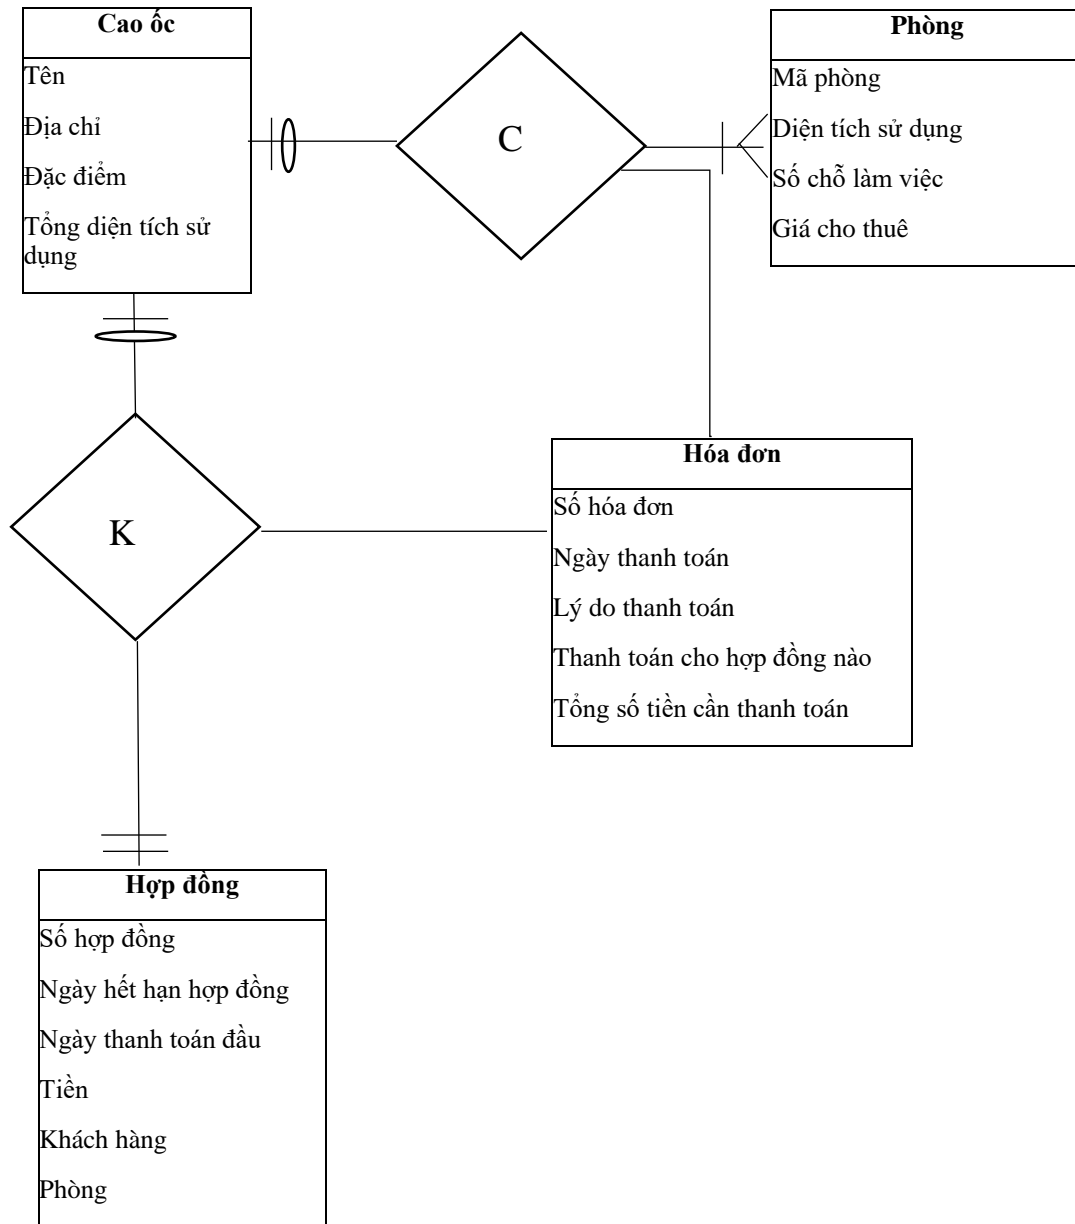 Cao ốc
Tên
Địa chỉ
Đặc điểm
Tổng diện tích sử
dụng
C
Phòng
Mã phòng
Diện tích sử dụng
Số chỗ làm việc
Giá cho thuê
K
Hóa đơn
Số hóa đơn
Ngày thanh toán
Lý do thanh toán
Thanh toán cho hợp đồng nào
Tổng số tiền cần thanh toán
Hợp đồng
Số hợp đồng
Ngày hết hạn hợp đồng
Ngày thanh toán đầu
Tiền
Khách hàng
Phòng